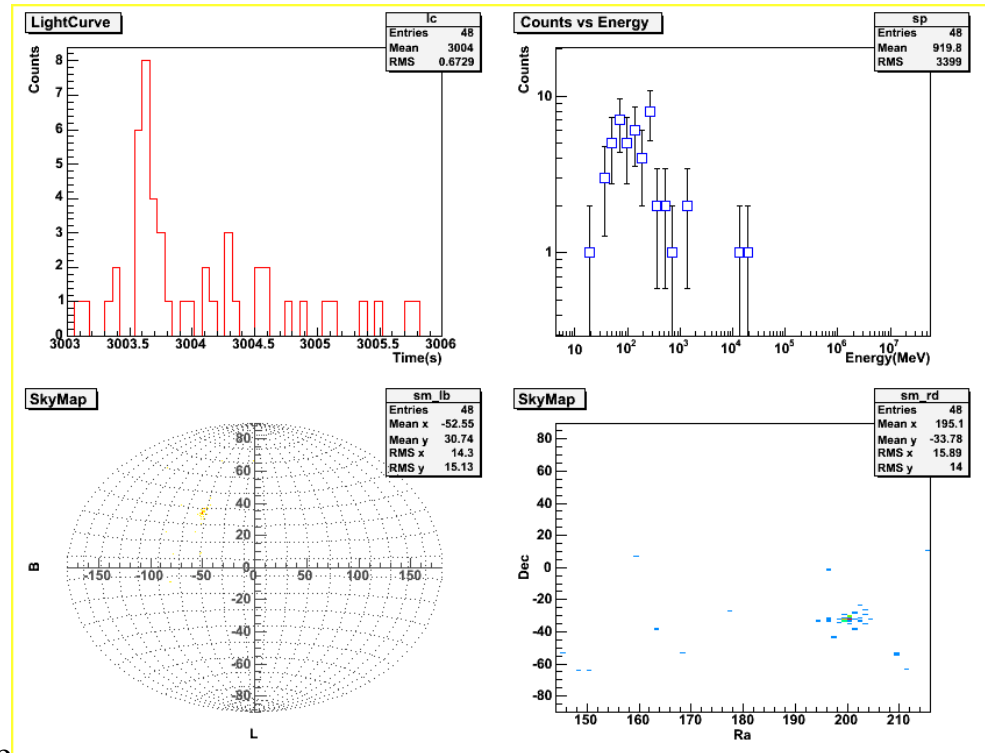 LightCurve
lc
Entries 48
Mean 3004
RMS 0.6729
Counts
8
7
6
5
4
3
2
1
0
3003 3003.5 3004 3004.5 3005 3005.5 3006
Time(s)
Counts vs Energy
sp
Entries 48
Mean 919.8
RMS 3399
Counts
10
1
10 10² 10³ 10⁴ 10⁵ 10⁶ 10⁷
Energy(MeV)
SkyMap
sm_lb
Entries 48
Mean x -52.55
Mean y 30.74
RMS x 14.3
RMS y 15.13
B
80
60
40
20
0
-150 -100 -50 0 50 100 150
-20
-40
-60
-80
L
SkyMap
sm_rd
Entries 48
Mean x 195.1
Mean y -33.78
RMS x 15.89
RMS y 14
Dec
80
60
40
20
0
-20
-40
-60
-80
150 160 170 180 190 200 210
Ra